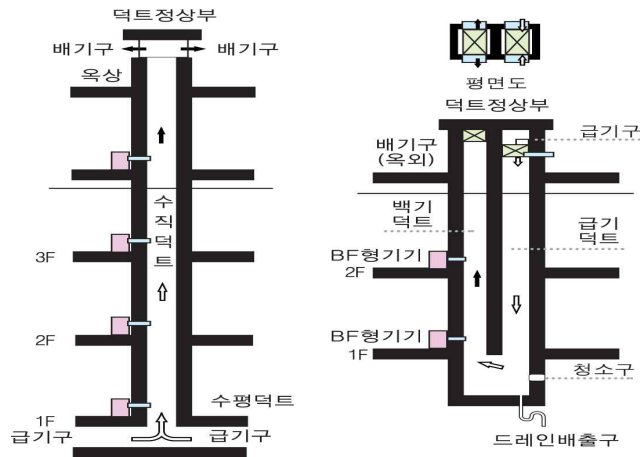 덕트정상부
배기구 배기구
옥상
수직덕트
3F
2F
1F
수평덕트
급기구 급기구
평면도
덕트정상부
급기구
배기구
(옥외)
백기
덕트
급기
덕트
BF형기기
2F
BF형기기
1F
청소구
드레인배출구